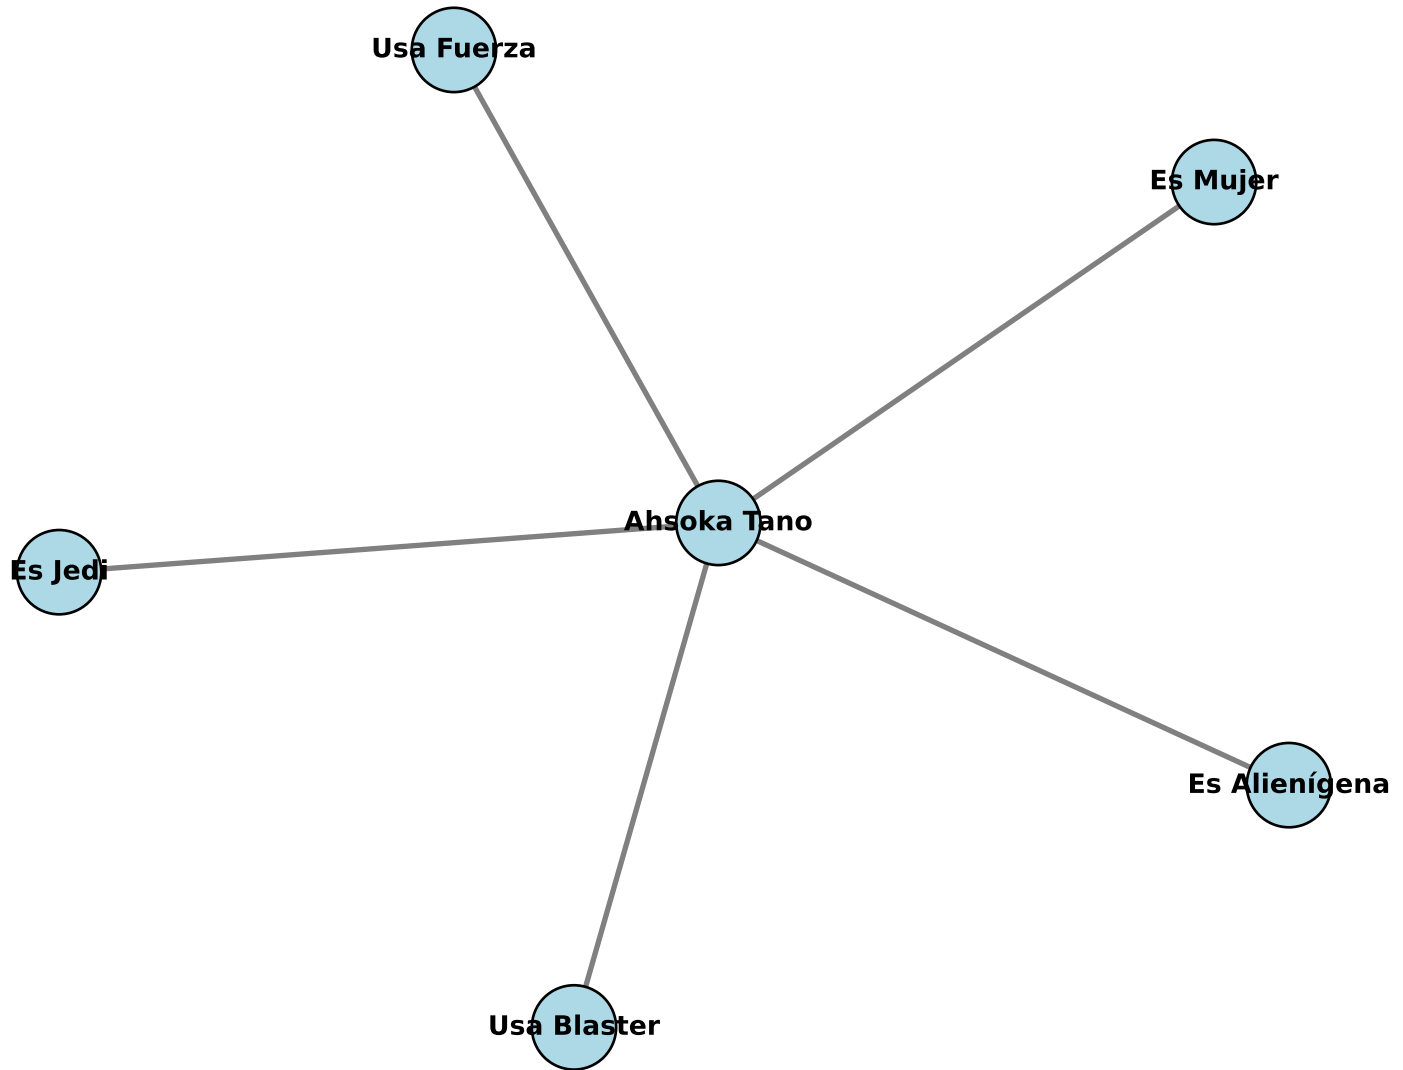 Usa Fuerza
Es Mujer
Ahsoka Tano
Es Jedi
Es Alienígena
Usa Blaster